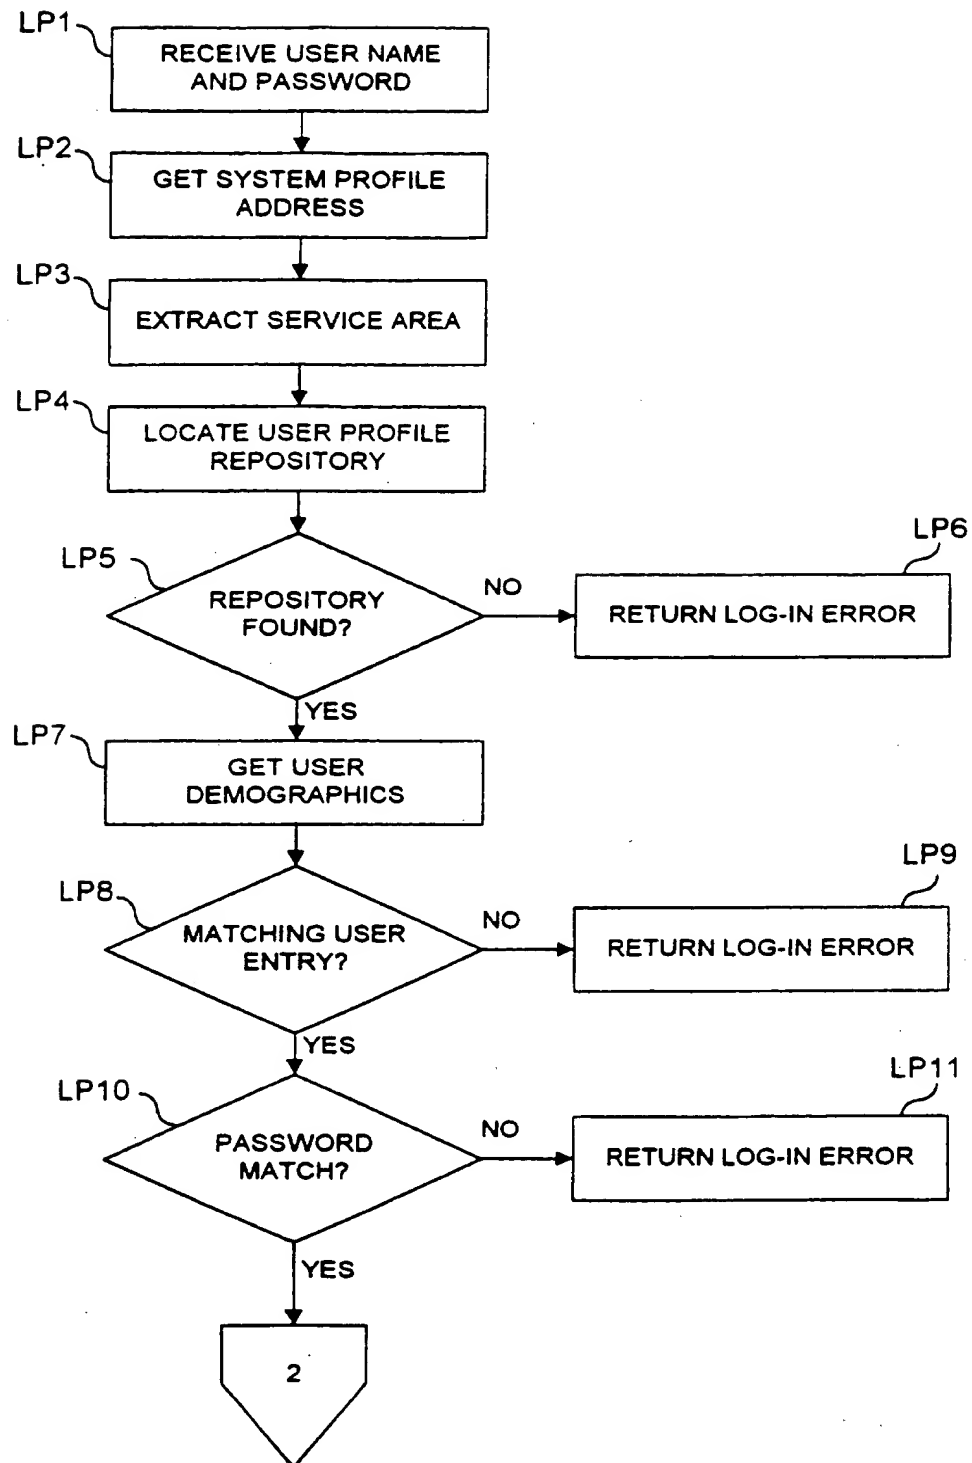 LP1
RECEIVE USER NAME
AND PASSWORD
LP2
GET SYSTEM PROFILE
ADDRESS
LP3
EXTRACT SERVICE AREA
LP4
LOCATE USER PROFILE
REPOSITORY
LP5
REPOSITORY
FOUND?
NO
LP6
RETURN LOG-IN ERROR
YES
LP7
GET USER
DEMOGRAPHICS
LP8
MATCHING USER
ENTRY?
NO
LP9
RETURN LOG-IN ERROR
YES
LP10
PASSWORD
MATCH?
NO
LP11
RETURN LOG-IN ERROR
YES
2